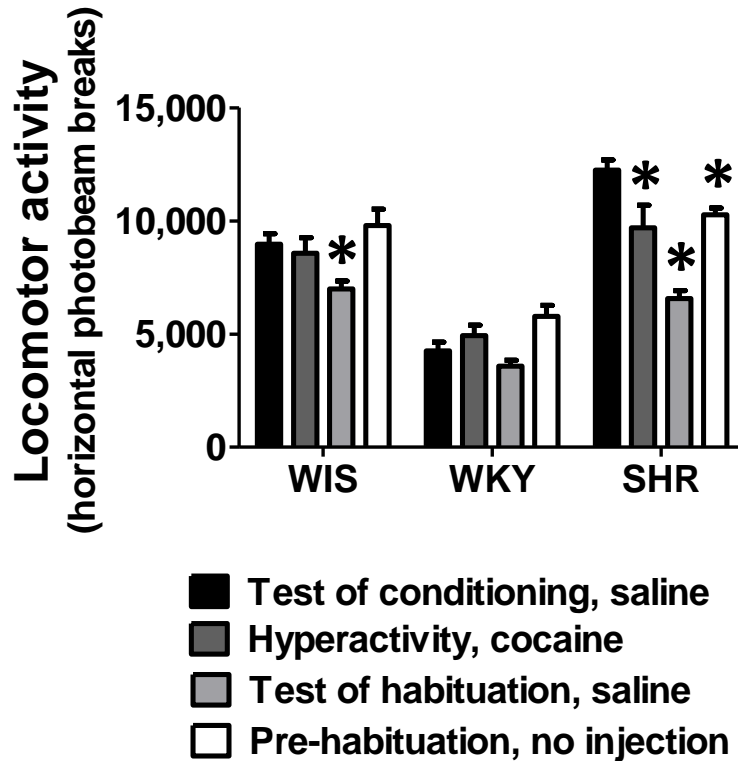 Locomotor activity
(horizontal photobeam breaks)
15,000
10,000
5,000
0
*
*
*
*
WIS
WKY
SHR
Test of conditioning, saline
Hyperactivity, cocaine
Test of habituation, saline
Pre-habituation, no injection